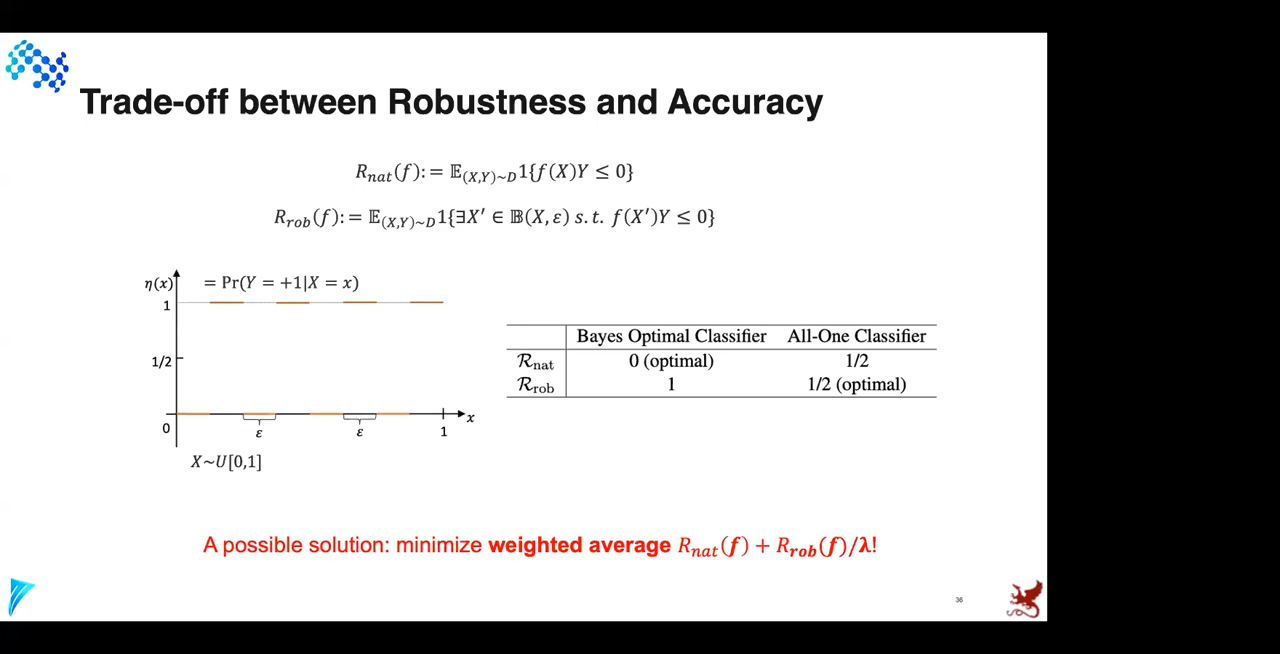 Trade-off between Robustness and Accuracy
R_nat(f) := 𝔼_(X,Y)~D 1{f(X)Y ≤ 0}
R_rob(f) := 𝔼_(X,Y)~D 1{∃X′ ∈ 𝔹(X, ε) s.t. f(X′)Y ≤ 0}
η(x) = Pr(Y = +1|X = x)
1
1/2
0
ε ε 1 x
X~U[0,1]
Bayes Optimal Classifier All-One Classifier
ℛ_nat 0 (optimal) 1/2
ℛ_rob 1 1/2 (optimal)
A possible solution: minimize weighted average R_nat(f) + R_rob(f)/λ!
36